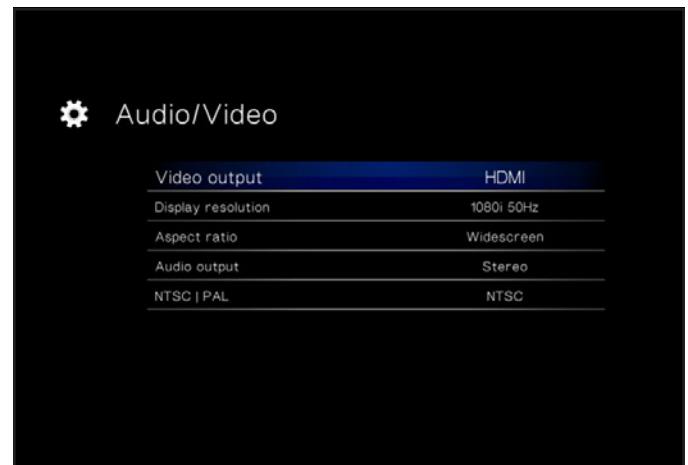 Audio/Video
Video output HDMI
Display resolution 1080i 50Hz
Aspect ratio Widescreen
Audio output Stereo
NTSC | PAL NTSC